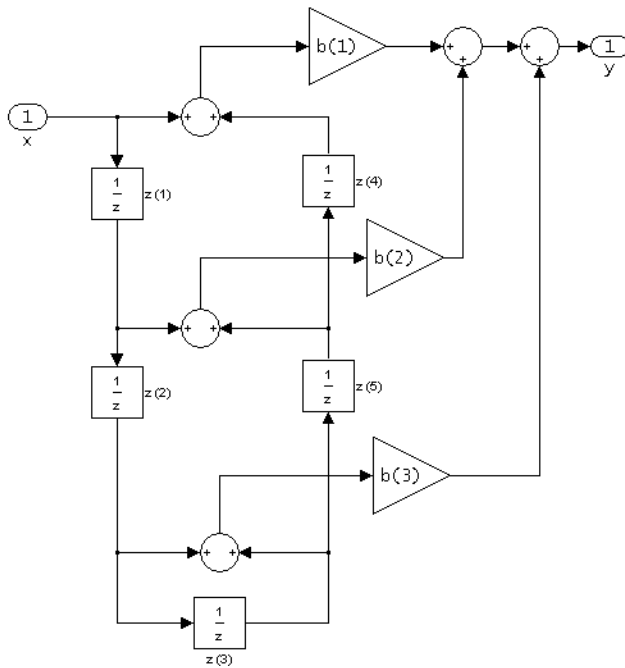 b(1)
+
+
+
+
1
y
1
x
+
+
1
z
z(1)
1
z
z(4)
b(2)
+
+
1
z
z(2)
1
z
z(5)
b(3)
+
+
1
z
z(3)